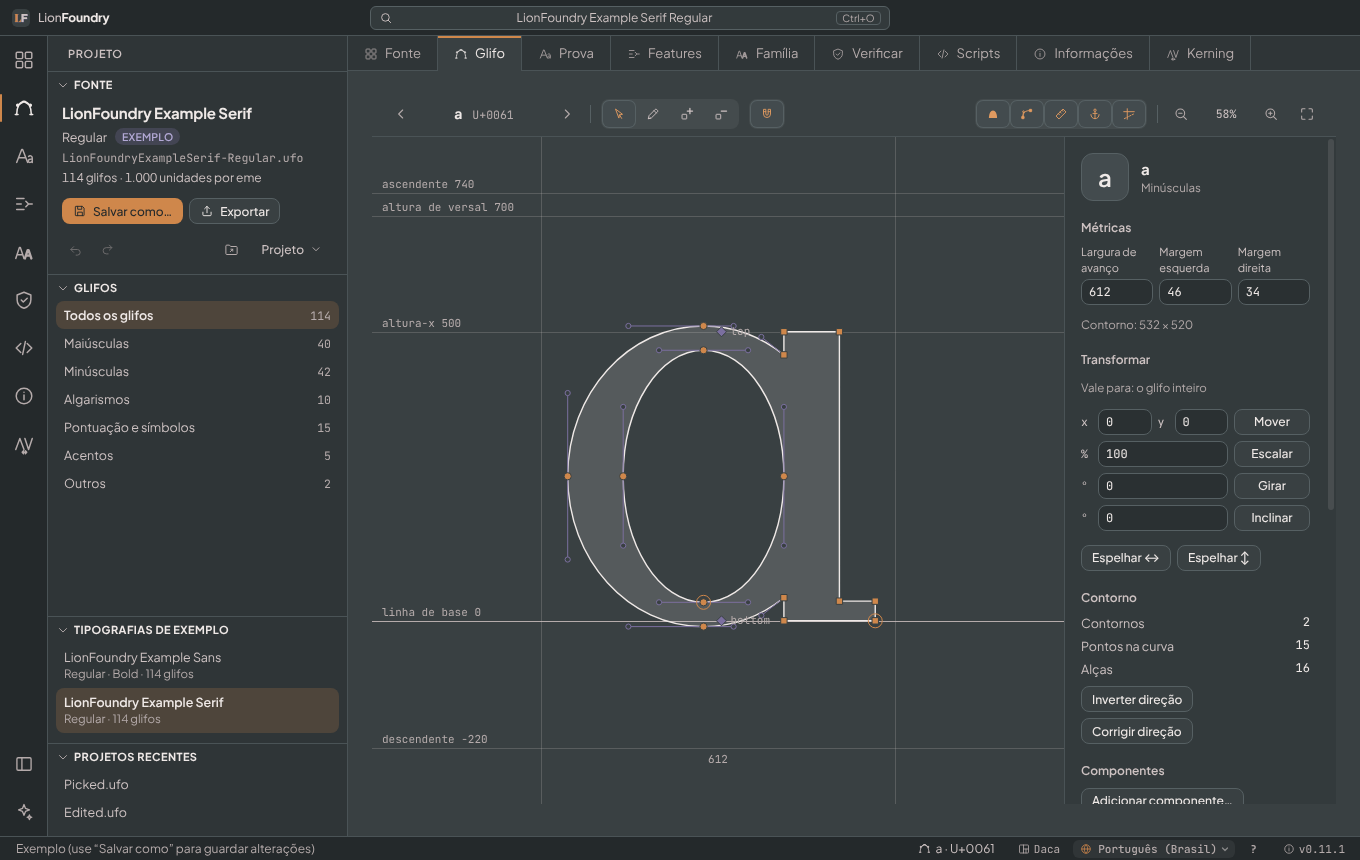 LF LionFoundry
LionFoundry Example Serif Regular
Ctrl+O
PROJETO
Fonte
Glifo
Prova
Features
Família
Verificar
Scripts
Informações
Kerning
FONTE
LionFoundry Example Serif
Regular EXEMPLO
LionFoundryExampleSerif-Regular.ufo
114 glifos · 1.000 unidades por eme
Salvar como…
Exportar
Projeto
GLIFOS
Todos os glifos 114
Maiúsculas 40
Minúsculas 42
Algarismos 10
Pontuação e símbolos 15
Acentos 5
Outros 2
TIPOGRAFIAS DE EXEMPLO
LionFoundry Example Sans
Regular · Bold · 114 glifos
LionFoundry Example Serif
Regular · 114 glifos
PROJETOS RECENTES
Picked.ufo
Edited.ufo
a U+0061
58%
ascendente 740
altura de versal 700
altura-x 500
top
linha de base 0
bottom
descendente -220
612
a
a
Minúsculas
Métricas
Largura de avanço
Margem esquerda
Margem direita
612
46
34
Contorno: 532 × 520
Transformar
Vale para: o glifo inteiro
x 0 y 0 Mover
% 100 Escalar
° 0 Girar
° 0 Inclinar
Espelhar ↔
Espelhar ↕
Contorno
Contornos 2
Pontos na curva 15
Alças 16
Inverter direção
Corrigir direção
Componentes
Adicionar componente…
Exemplo (use “Salvar como” para guardar alterações)
a · U+0061
Daca
Português (Brasil)
?
v0.11.1